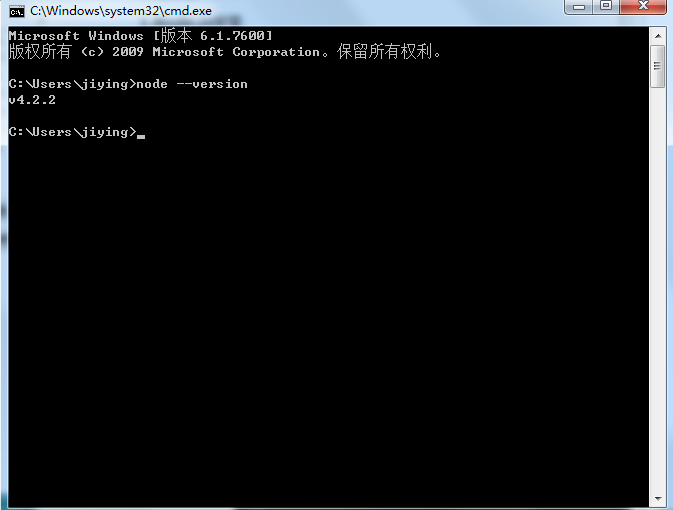 C:\Windows\system32\cmd.exe
Microsoft Windows [版本 6.1.7600]
版权所有 (c) 2009 Microsoft Corporation。保留所有权利。
C:\Users\jiying>node --version
v4.2.2
C:\Users\jiying>